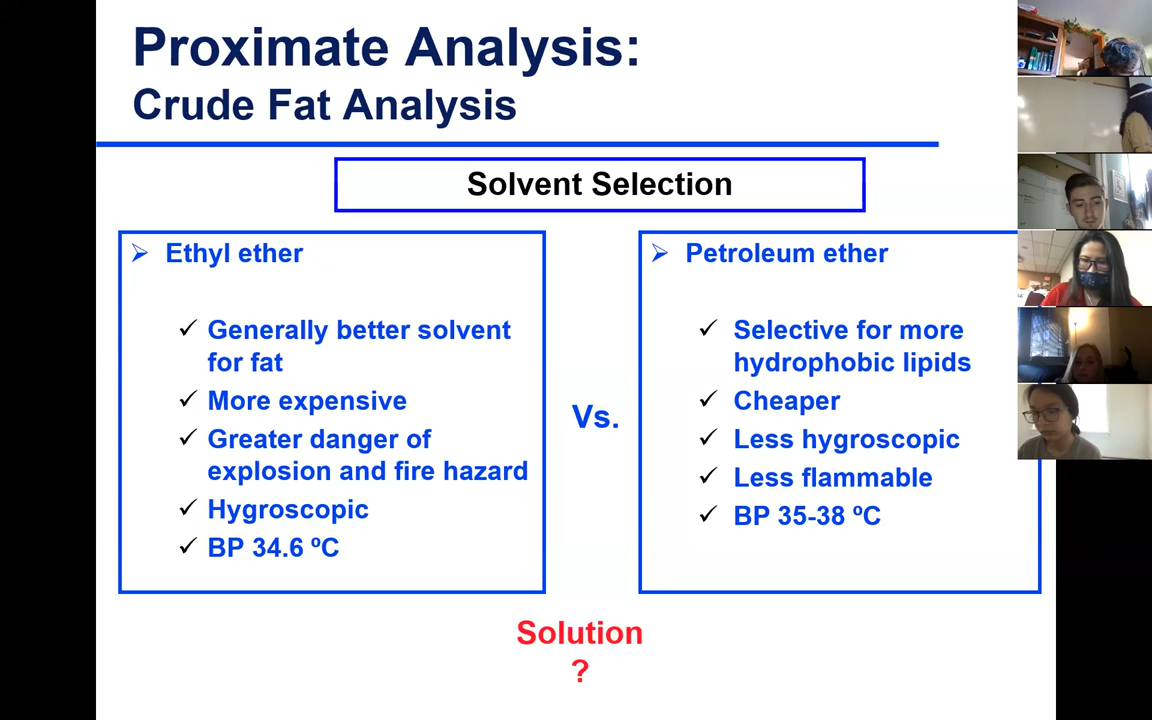 Proximate Analysis:
Crude Fat Analysis
Solvent Selection
Ethyl ether
Generally better solvent
for fat
More expensive
Greater danger of
explosion and fire hazard
Hygroscopic
BP 34.6 ºC
Vs.
Petroleum ether
Selective for more
hydrophobic lipids
Cheaper
Less hygroscopic
Less flammable
BP 35-38 ºC
Solution
?